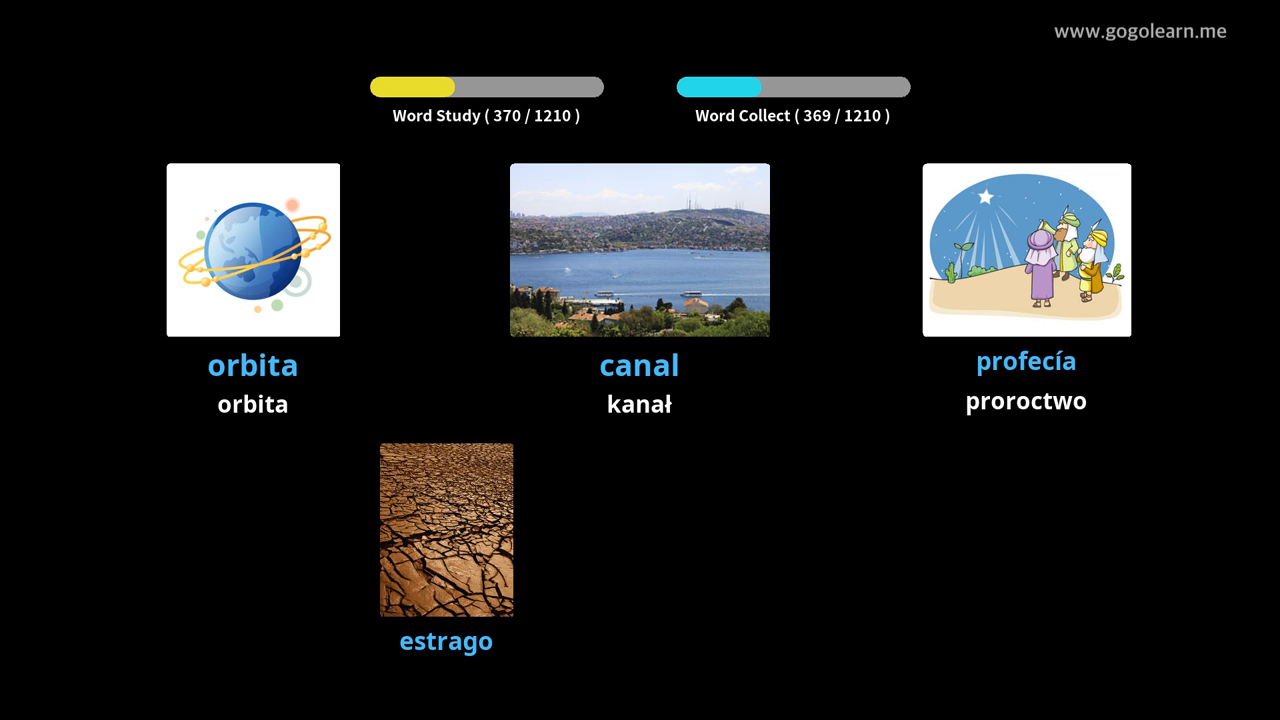 www.gogolearn.me
Word Study ( 370 / 1210 )
Word Collect ( 369 / 1210 )
orbita
orbita
canal
kanał
profecía
proroctwo
estrago